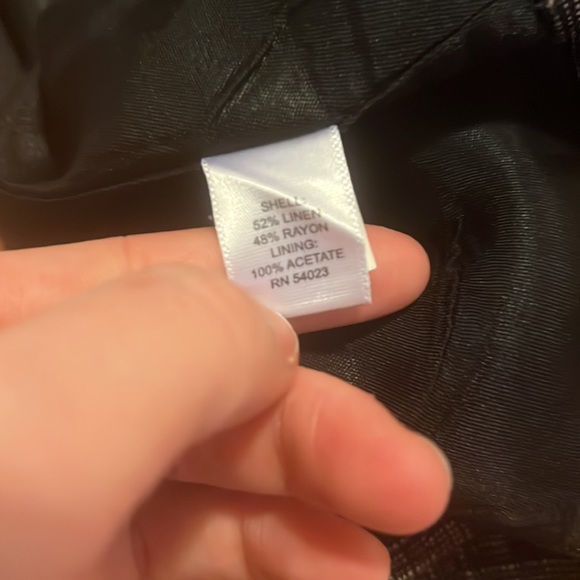 SHELL:
52% LINEN
48% RAYON
LINING:
100% ACETATE
RN 54023